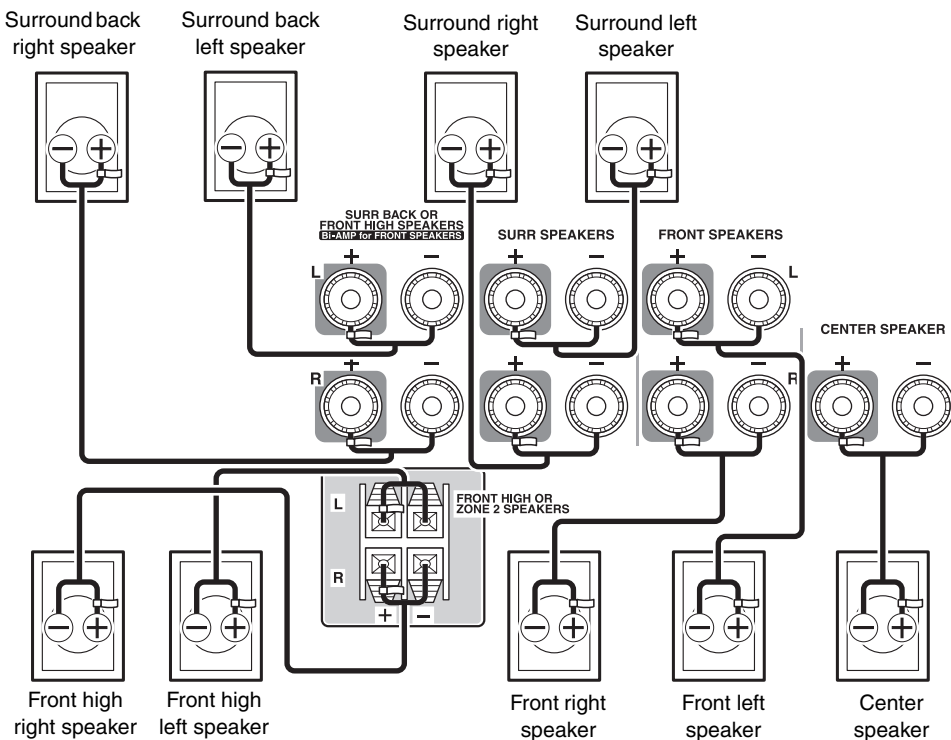 Surround back
right speaker
Surround back
left speaker
Surround right
speaker
Surround left
speaker
SURR BACK OR
FRONT HIGH SPEAKERS
Bi-AMP for FRONT SPEAKERS
SURR SPEAKERS
FRONT SPEAKERS
CENTER SPEAKER
L
L
R
R
L
R
FRONT HIGH OR
ZONE 2 SPEAKERS
Front high
right speaker
Front high
left speaker
Front right
speaker
Front left
speaker
Center
speaker